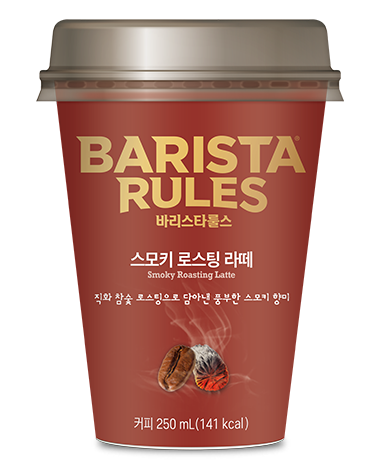 BARISTA
RULES®
바리스타룰스
스모키 로스팅 라떼
Smoky Roasting Latte
직화 참숯 로스팅으로 담아낸 풍부한 스모키 향미
커피 250 mL(141 kcal)